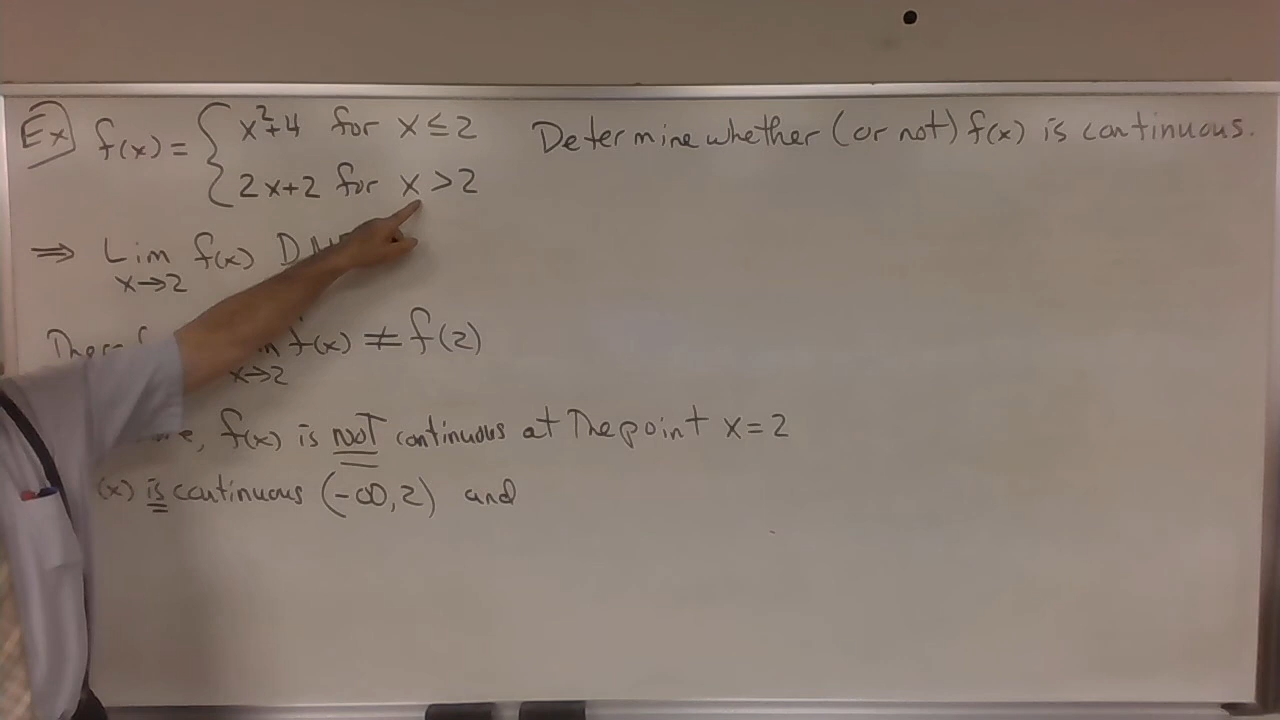 Ex f(x) = { x²+4 for x ≤ 2 Determine whether (or not) f(x) is continuous.
2x+2 for x > 2
⇒ Lim f(x)
x→2
f(x) ≠ f(2)
x→2
f(x) is NOT continuous at The point x = 2
(x) is continuous (-∞, 2) and